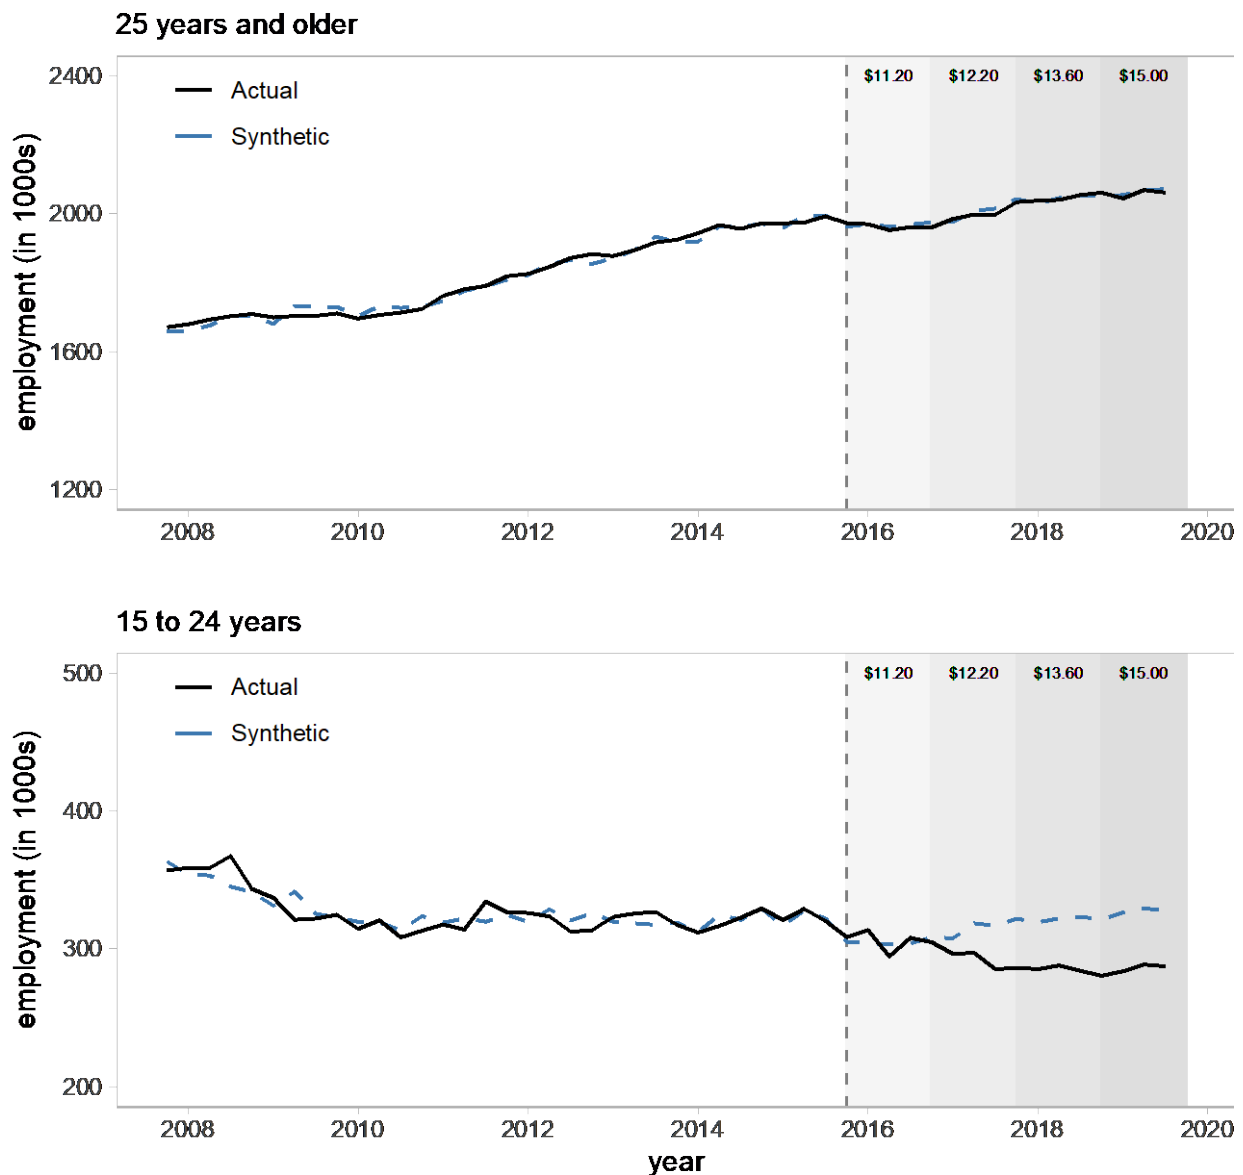 25 years and older
2400
$11.20 $12.20 $13.60 $15.00
Actual
Synthetic
2000
1600
1200
employment (in 1000s)
2008 2010 2012 2014 2016 2018 2020
15 to 24 years
500
$11.20 $12.20 $13.60 $15.00
Actual
Synthetic
400
300
200
employment (in 1000s)
2008 2010 2012 2014 2016 2018 2020
year